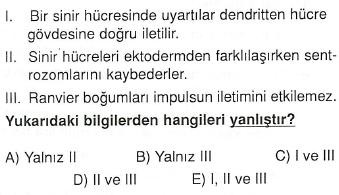 I. Bir sinir hücresinde uyartılar dendritten hücre
gövdesine doğru iletilir.
II. Sinir hücreleri ektodermden farklılaşırken sent-
rozomlarını kaybederler.
III. Ranvier boğumları impulsun iletimini etkilemez.
Yukarıdaki bilgilerden hangileri yanlıştır?
A) Yalnız II B) Yalnız III C) I ve III
D) II ve III E) I, II ve III